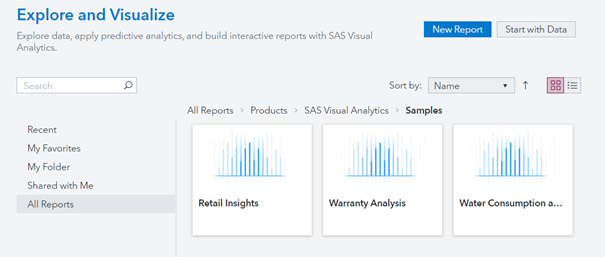 Explore and Visualize
Explore data, apply predictive analytics, and build interactive reports with SAS Visual
Analytics.
New Report
Start with Data
Search
Sort by:
Name
All Reports > Products > SAS Visual Analytics > Samples
Recent
My Favorites
My Folder
Shared with Me
All Reports
Retail Insights
Warranty Analysis
Water Consumption a...